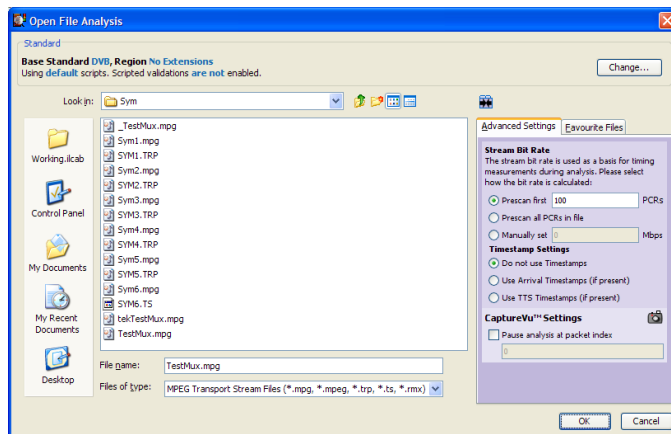 Open File Analysis
Standard
Base Standard DVB, Region No Extensions
Using default scripts. Scripted validations are not enabled.
Change...
Look in:
Sym
Working.ilcab
Control Panel
My Documents
My Recent
Documents
Desktop
_TestMux.mpg
Sym1.mpg
SYM1.TRP
Sym2.mpg
SYM2.TRP
Sym3.mpg
SYM3.TRP
Sym4.mpg
SYM4.TRP
Sym5.mpg
SYM5.TRP
Sym6.mpg
SYM6.TS
tekTestMux.mpg
TestMux.mpg
File name:
TestMux.mpg
Files of type:
MPEG Transport Stream Files (*.mpg, *.mpeg, *.trp, *.ts, *.rmx)
Advanced Settings
Favourite Files
Stream Bit Rate
The stream bit rate is used as a basis for timing
measurements during analysis. Please select
how the bit rate is calculated:
Prescan first 100 PCRs
Prescan all PCRs in file
Manually set 0 Mbps
Timestamp Settings
Do not use Timestamps
Use Arrival Timestamps (if present)
Use TTS Timestamps (if present)
CaptureVu™ Settings
Pause analysis at packet index
0
OK
Cancel